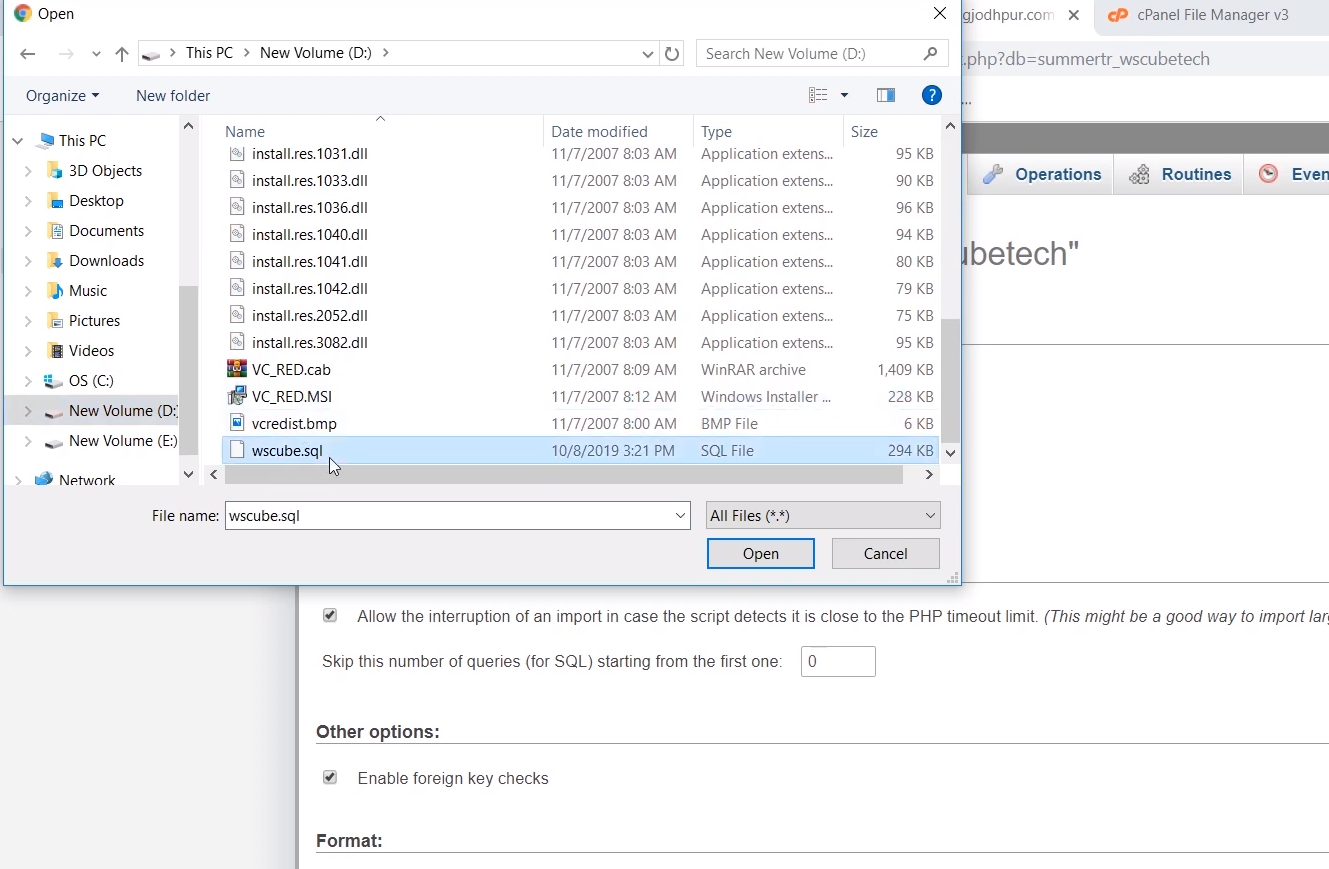 Open
gjodhpur.com
cPanel File Manager v3
This PC > New Volume (D:) >
Search New Volume (D:)
.php?db=summertr_wscubetech
Organize
New folder
?
...
This PC
3D Objects
Desktop
Documents
Downloads
Music
Pictures
Videos
OS (C:)
New Volume (D:
New Volume (E:)
Network
Name Date modified Type Size
install.res.1031.dll 11/7/2007 8:03 AM Application extens... 95 KB
install.res.1033.dll 11/7/2007 8:03 AM Application extens... 90 KB
install.res.1036.dll 11/7/2007 8:03 AM Application extens... 96 KB
install.res.1040.dll 11/7/2007 8:03 AM Application extens... 94 KB
install.res.1041.dll 11/7/2007 8:03 AM Application extens... 80 KB
install.res.1042.dll 11/7/2007 8:03 AM Application extens... 79 KB
install.res.2052.dll 11/7/2007 8:03 AM Application extens... 75 KB
install.res.3082.dll 11/7/2007 8:03 AM Application extens... 95 KB
VC_RED.cab 11/7/2007 8:09 AM WinRAR archive 1,409 KB
VC_RED.MSI 11/7/2007 8:12 AM Windows Installer ... 228 KB
vcredist.bmp 11/7/2007 8:00 AM BMP File 6 KB
wscube.sql 10/8/2019 3:21 PM SQL File 294 KB
File name: wscube.sql
All Files (*.*)
Open
Cancel
Operations
Routines
Even
ubetech"
Allow the interruption of an import in case the script detects it is close to the PHP timeout limit. (This might be a good way to import lar
Skip this number of queries (for SQL) starting from the first one: 0
Other options:
Enable foreign key checks
Format: